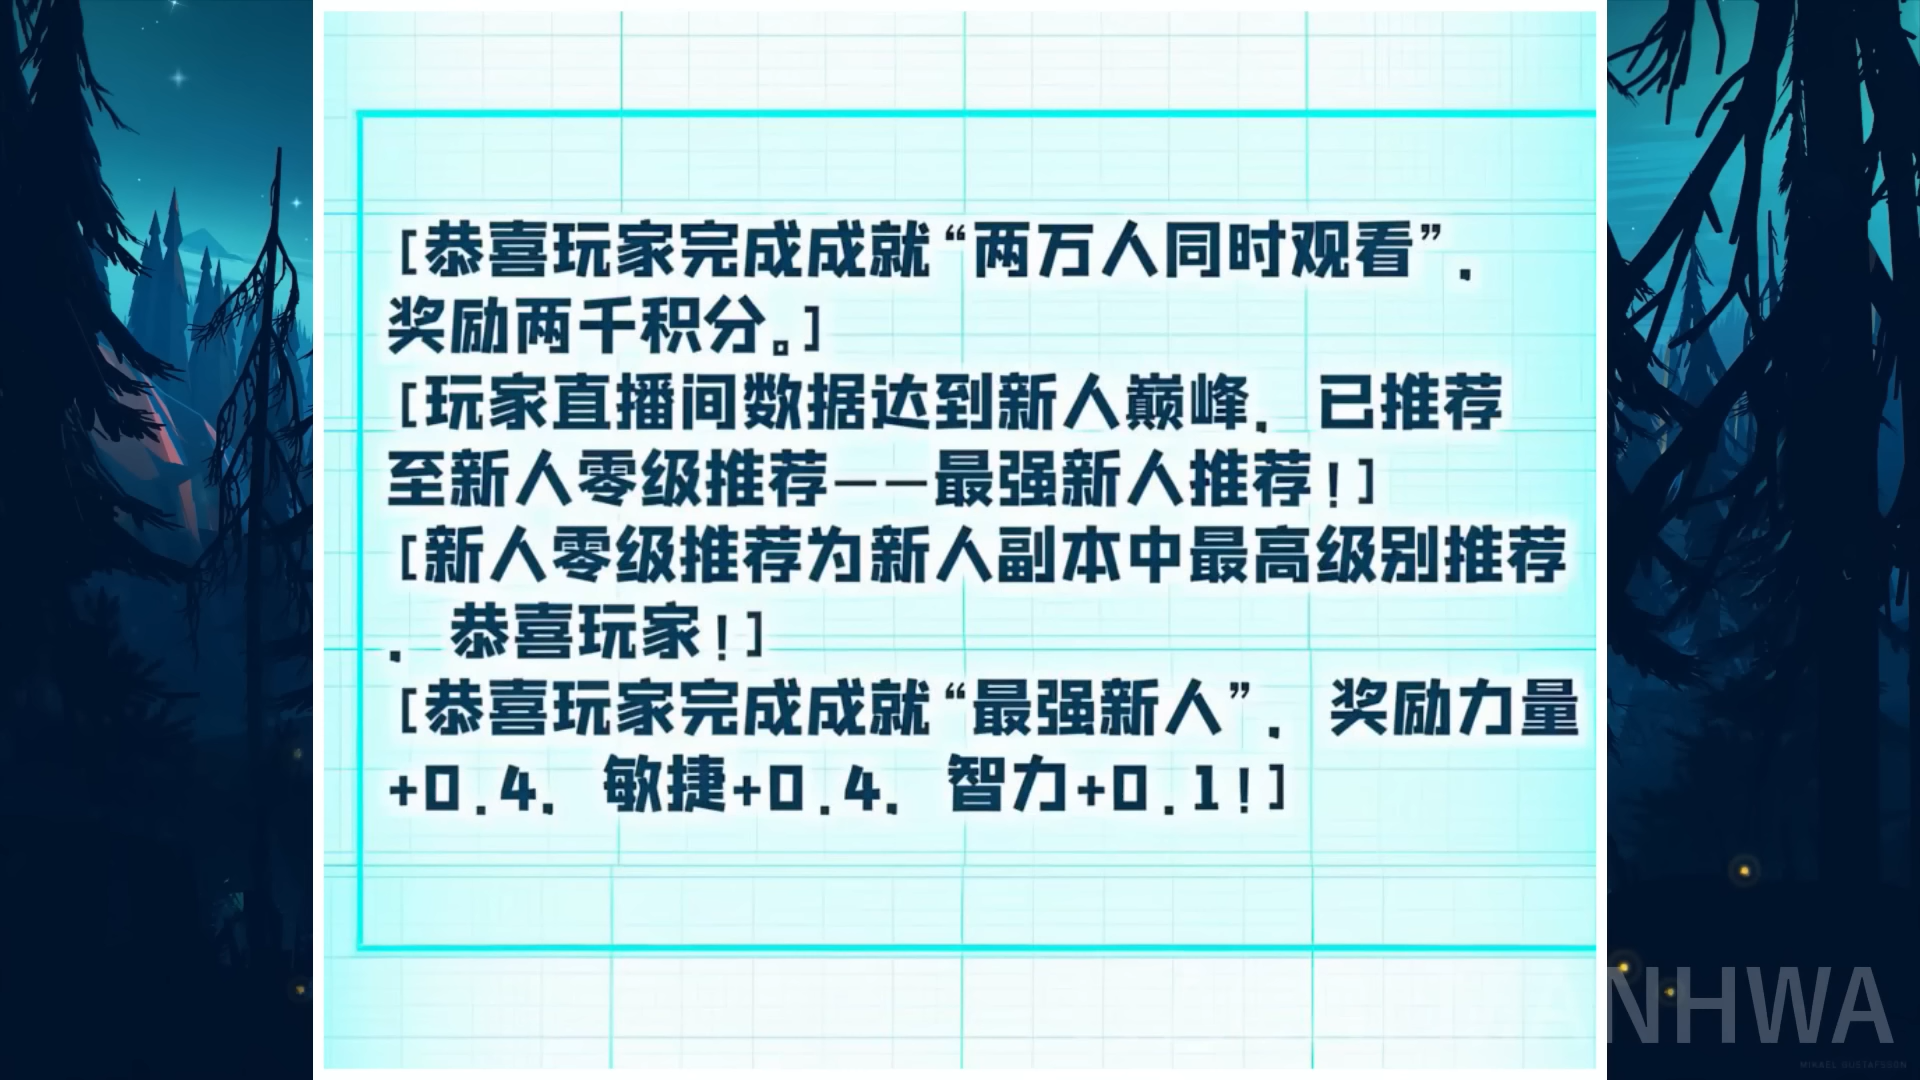 [恭喜玩家完成成就“两万人同时观看”，
奖励两千积分。]
[玩家直播间数据达到新人巅峰，已推荐
至新人零级推荐——最强新人推荐！]
[新人零级推荐为新人副本中最高级别推荐
，恭喜玩家！]
[恭喜玩家完成成就“最强新人”，奖励力量
+0.4，敏捷+0.4，智力+0.1！]
NHWA
MIKAEL GUSTAFSSON